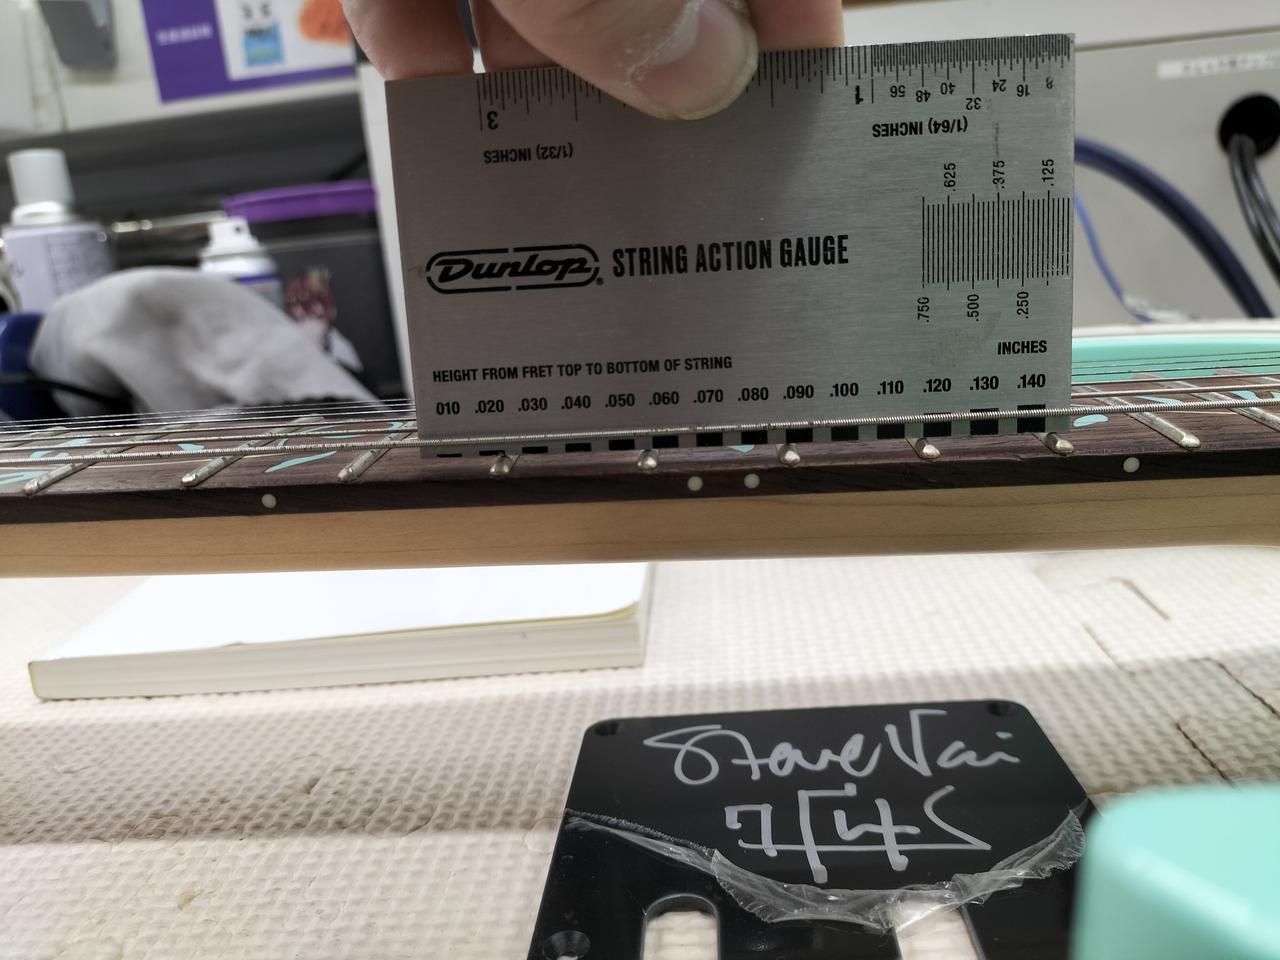 3
1
56 48 40 32 24 16 8
(1/32) INCHES
(1/64) INCHES
.625 .375 .125
Dunlop® STRING ACTION GAUGE
.750 .500 .250
INCHES
HEIGHT FROM FRET TOP TO BOTTOM OF STRING
010 .020 .030 .040 .050 .060 .070 .080 .090 .100 .110 .120 .130 .140
Steve Vai